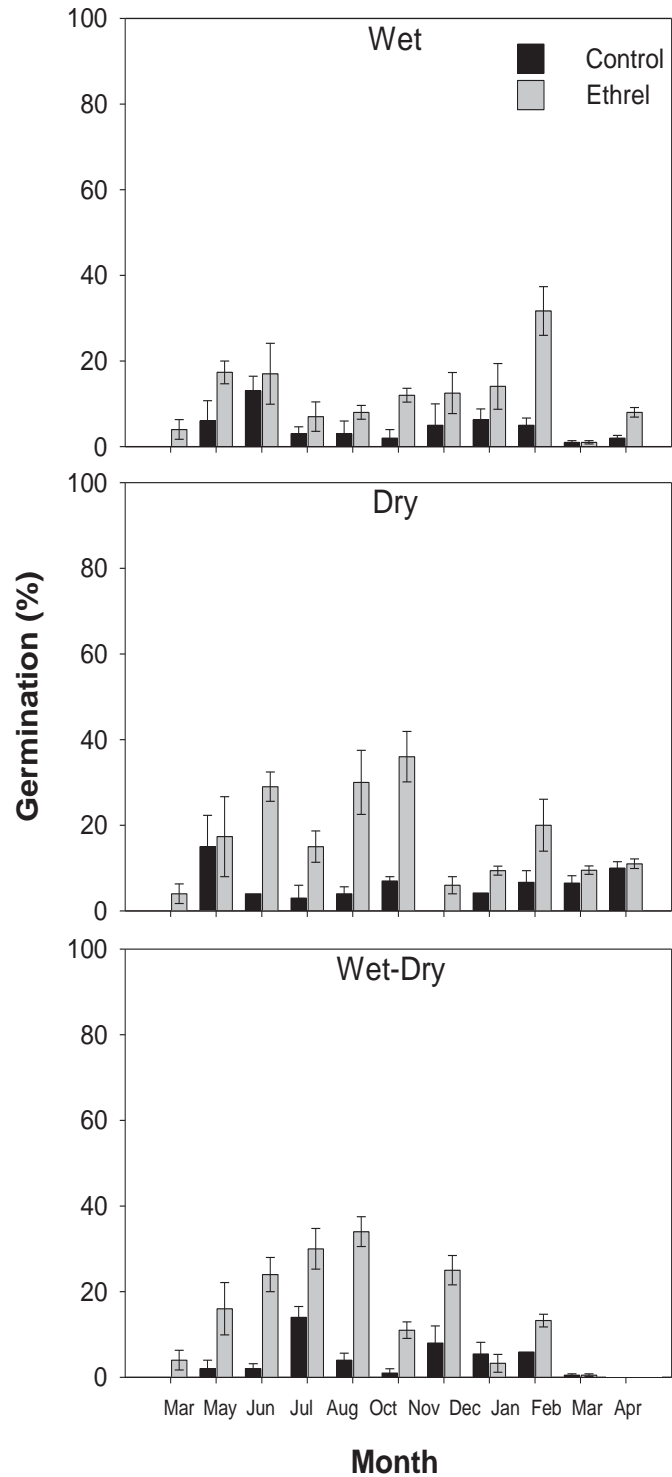 100
80
60
40
20
0
Wet
Control
Ethrel
100
80
60
40
20
0
Dry
Germination (%)
100
80
60
40
20
0
Wet-Dry
Mar May Jun Jul Aug Oct Nov Dec Jan Feb Mar Apr
Month